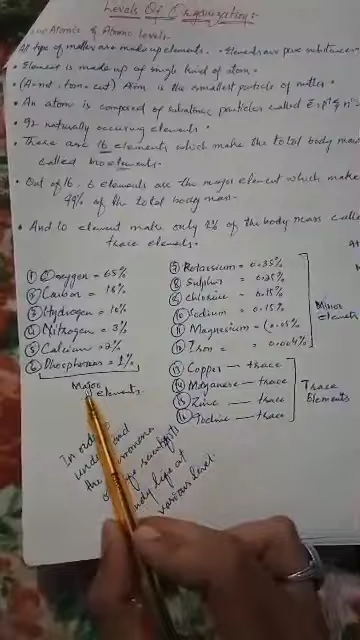 Levels Of Organization:-
Atomic & Atomic levels.
All type of matter are made up elements. Elements are pure substances
• Element is made up of single kind of atom.
• (A=not, tom=cut) Atom is the smallest particle of matter.
• An atom is composed of subatomic particles called
• 92 naturally occuring elements.
• There are 16 elements which make the total body mass
called bioelements.
• Out of 16, 6 elements are the major element which make
99% of the total body mass.
• And 10 element make only 1% of the body mass called
trace elements.
① Oxygen = 65%
② Carbon = 18%
③ Hydrogen = 10%
④ Nitrogen = 3%
⑤ Calcium = 2%
⑥ Phosphorous = 1%
Major
elements
⑦ Potassium = 0.35%
⑧ Sulphur = 0.25%
⑨ Chlorine = 0.15%
⑩ Sodium = 0.15%
⑪ Magnesium = 0.05%
⑫ Iron = 0.004%
Minor
elements
⑬ Copper — trace
⑭ Manganese — trace
⑮ Zinc — trace
⑯ Iodine — trace
Trace
Elements
In order
the phenomena
scientists
life at
various level.